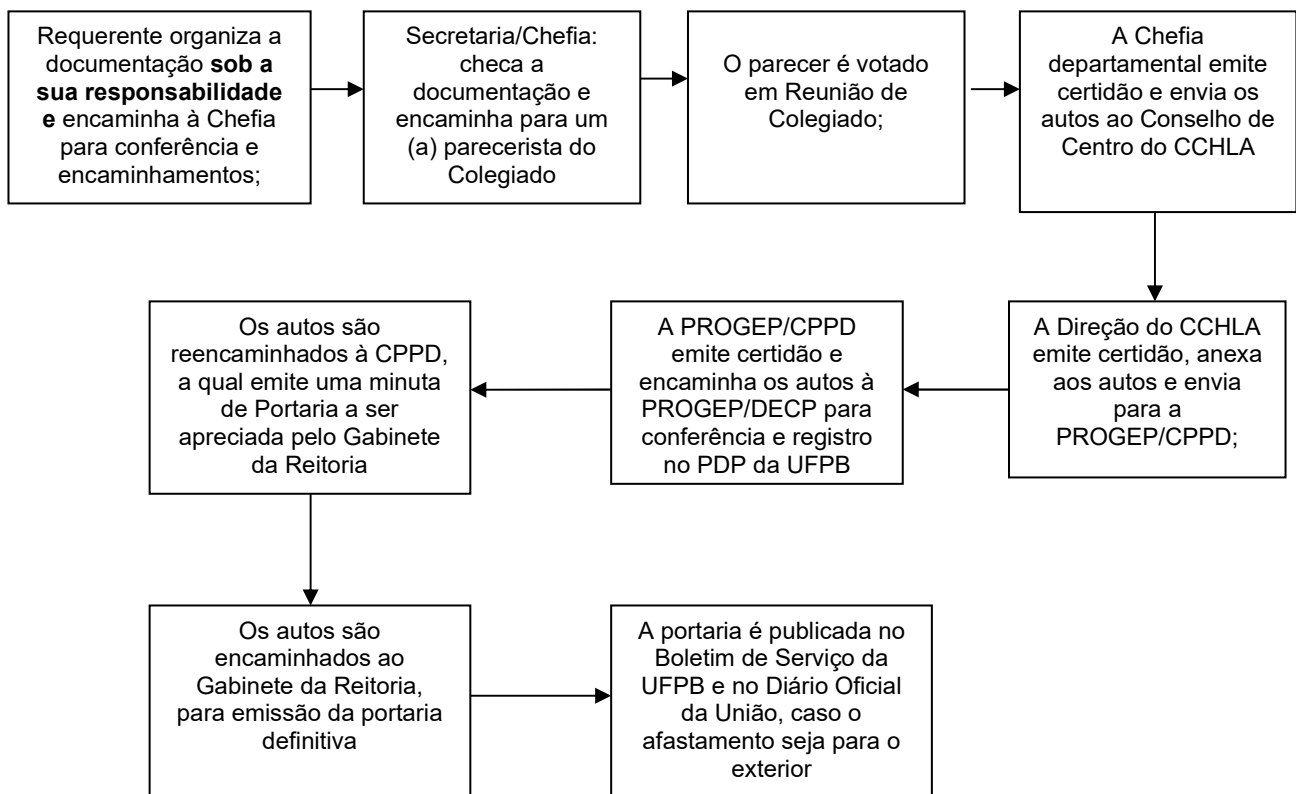 Requerente organiza a
documentação sob a
sua responsabilidade
e encaminha à Chefia
para conferência e
encaminhamentos;
Secretaria/Chefia:
checa a
documentação e
encaminha para um
(a) parecerista do
Colegiado
O parecer é votado
em Reunião de
Colegiado;
A Chefia
departamental emite
certidão e envia os
autos ao Conselho de
Centro do CCHLA
A Direção do CCHLA
emite certidão, anexa
aos autos e envia
para a
PROGEP/CPPD;
A PROGEP/CPPD
emite certidão e
encaminha os autos à
PROGEP/DECP para
conferência e registro
no PDP da UFPB
Os autos são
reencaminhados à CPPD,
a qual emite uma minuta
de Portaria a ser
apreciada pelo Gabinete
da Reitoria
Os autos são
encaminhados ao
Gabinete da Reitoria,
para emissão da portaria
definitiva
A portaria é publicada no
Boletim de Serviço da
UFPB e no Diário Oficial
da União, caso o
afastamento seja para o
exterior